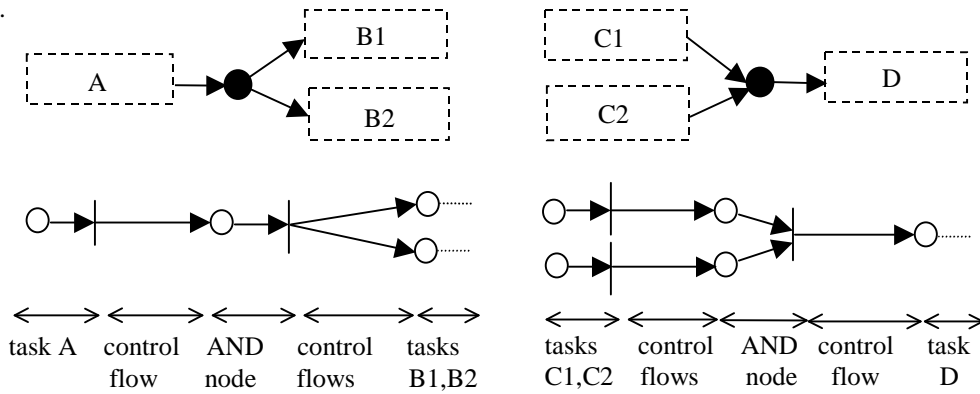 .
B1
A
B2
C1
C2
D
task A control flow AND node control flows tasks B1,B2
tasks C1,C2 control flows AND node control flow task D